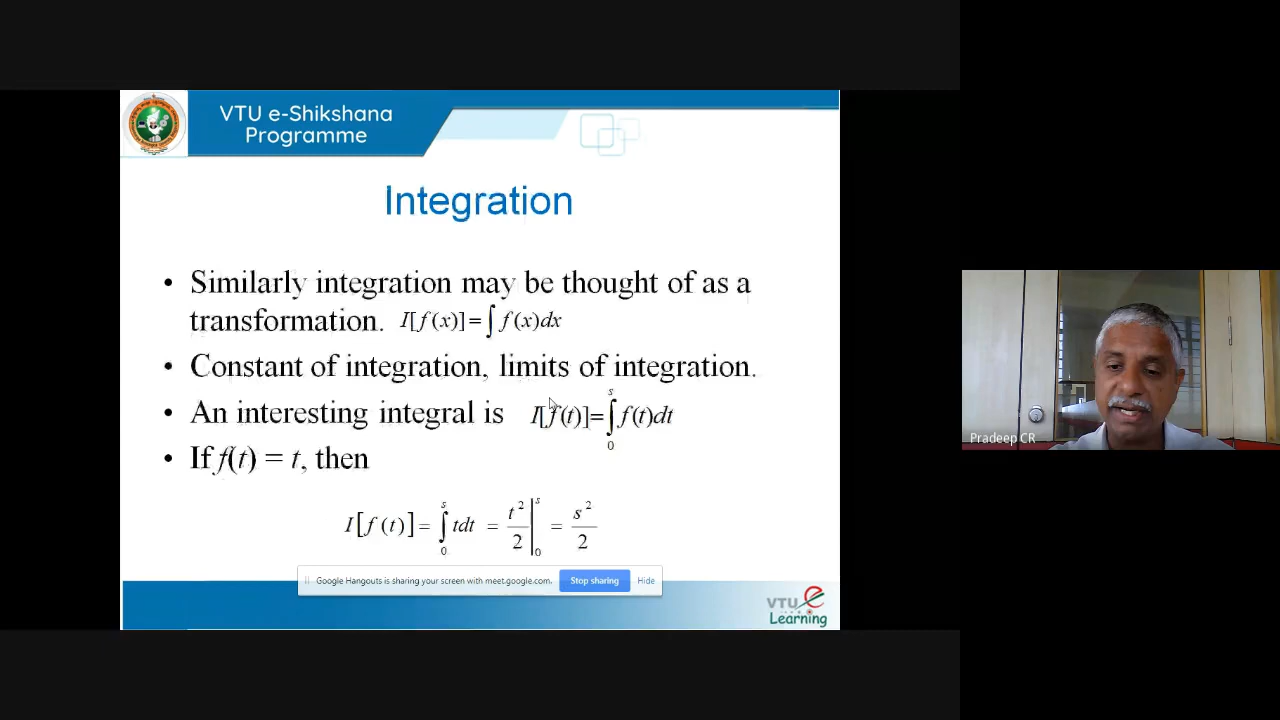 VTU e-Shikshana
Programme
Integration
• Similarly integration may be thought of as a
transformation. I[f(x)] = ∫ f(x)dx
• Constant of integration, limits of integration.
• An interesting integral is I[f(t)] = ∫₀ˢ f(t)dt
• If f(t) = t, then
I[f(t)] = ∫₀ˢ tdt = t²/2 |₀ˢ = s²/2
Google Hangouts is sharing your screen with meet.google.com. Stop sharing Hide
VTU e
Learning
Pradeep CR